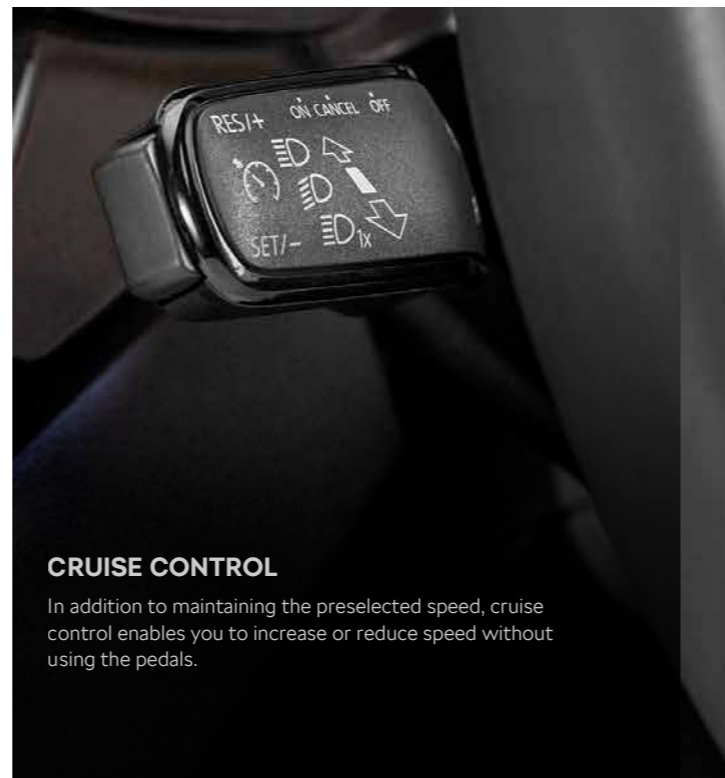 RES/+ ON CANCEL OFF
SET/- 1x
CRUISE CONTROL
In addition to maintaining the preselected speed, cruise
control enables you to increase or reduce speed without
using the pedals.